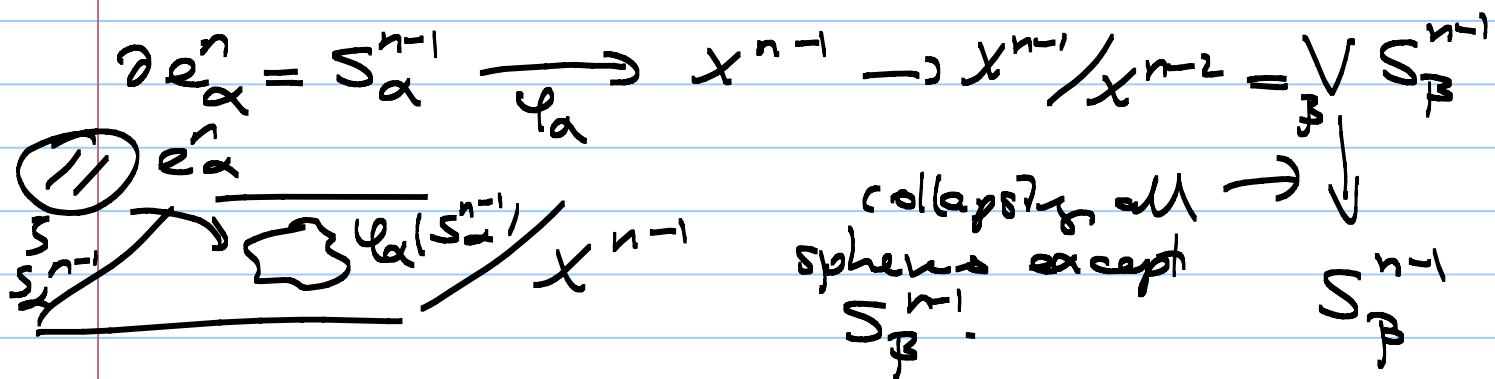 ∂e^n_α = S^{n-1}_α ⟶_{φ_α} X^{n-1} ⟶ X^{n-1}/X^{n-2} = ⋁_β S^{n-1}_β
e^n_α
collapsing all →
S^{n-1}_α φ_α(S^{n-1}_α) X^{n-1}
spheres except S^{n-1}_β
S^{n-1}_β.